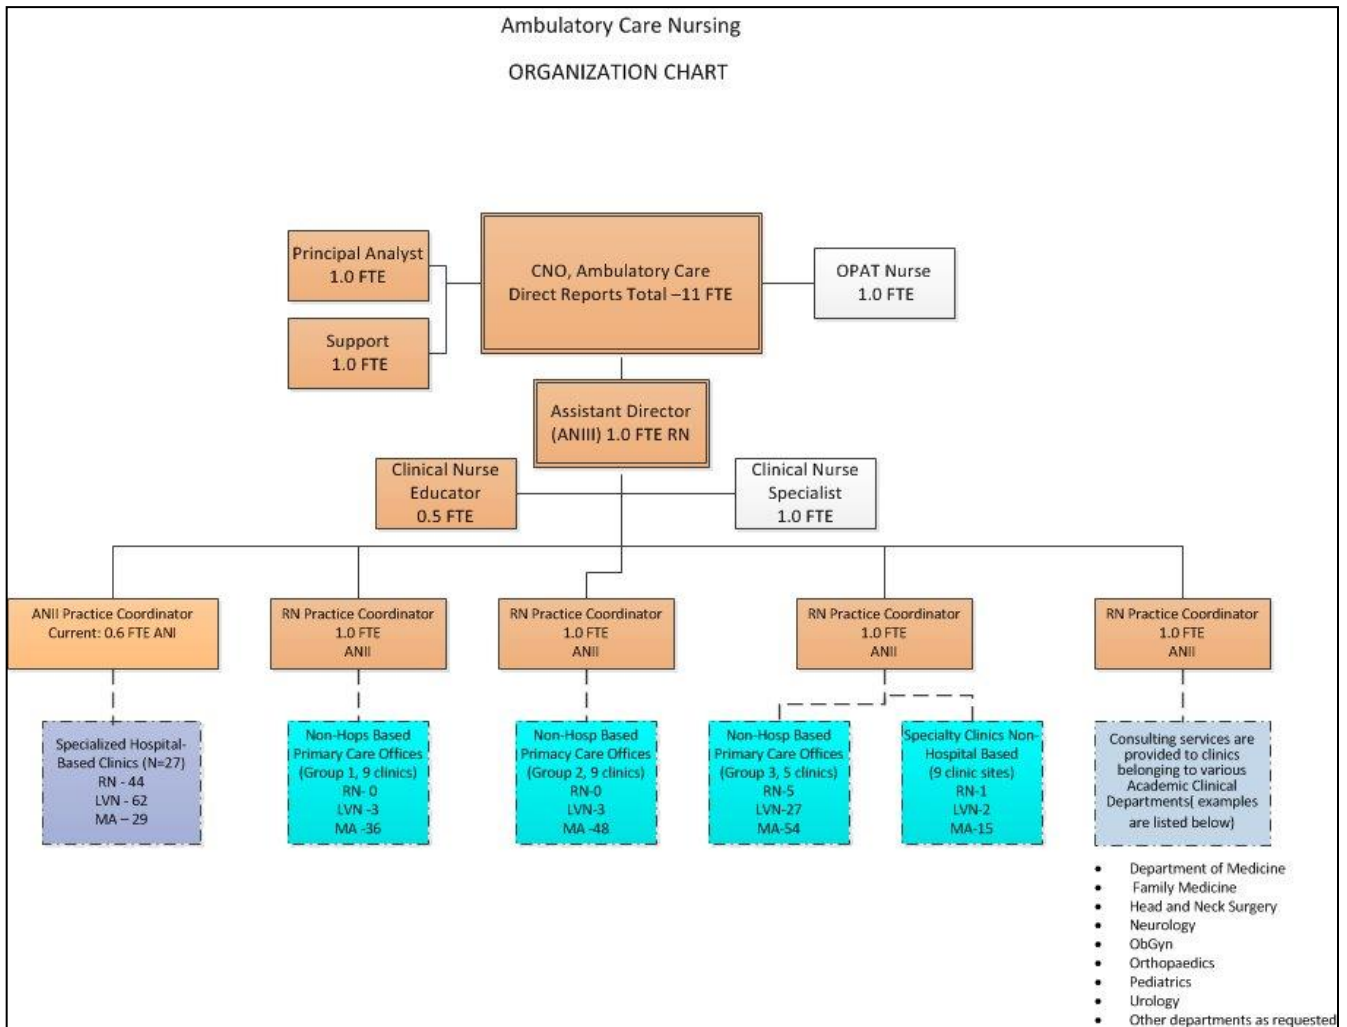 Ambulatory Care Nursing
ORGANIZATION CHART
Principal Analyst
1.0 FTE
CNO, Ambulatory Care
Direct Reports Total –11 FTE
OPAT Nurse
1.0 FTE
Support
1.0 FTE
Assistant Director
(ANIII) 1.0 FTE RN
Clinical Nurse
Educator
0.5 FTE
Clinical Nurse
Specialist
1.0 FTE
ANII Practice Coordinator
Current: 0.6 FTE ANI
RN Practice Coordinator
1.0 FTE
ANII
RN Practice Coordinator
1.0 FTE
ANII
RN Practice Coordinator
1.0 FTE
ANII
RN Practice Coordinator
1.0 FTE
ANII
Specialized Hospital-
Based Clinics (N=27)
RN - 44
LVN - 62
MA – 29
Non-Hops Based
Primary Care Offices
(Group 1, 9 clinics)
RN- 0
LVN -3
MA -36
Non-Hosp Based
Primacy Care Offices
(Group 2, 9 clinics)
RN-0
LVN-3
MA -48
Non-Hosp Based
Primary Care Offices
(Group 3, 5 clinics)
RN-5
LVN-27
MA-54
Specialty Clinics Non-
Hospital Based
(9 clinic sites)
RN-1
LVN-2
MA-15
Consulting services are
provided to clinics
belonging to various
Academic Clinical
Departments( examples
are listed below)
• Department of Medicine
• Family Medicine
• Head and Neck Surgery
• Neurology
• ObGyn
• Orthopaedics
• Pediatrics
• Urology
• Other departments as requested